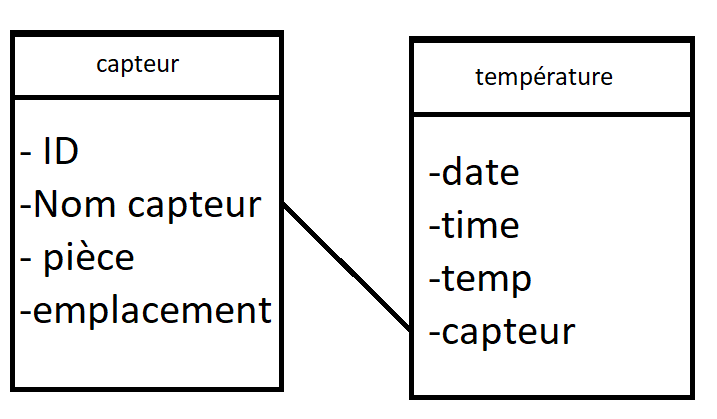 capteur
- ID
-Nom capteur
- pièce
-emplacement
température
-date
-time
-temp
-capteur